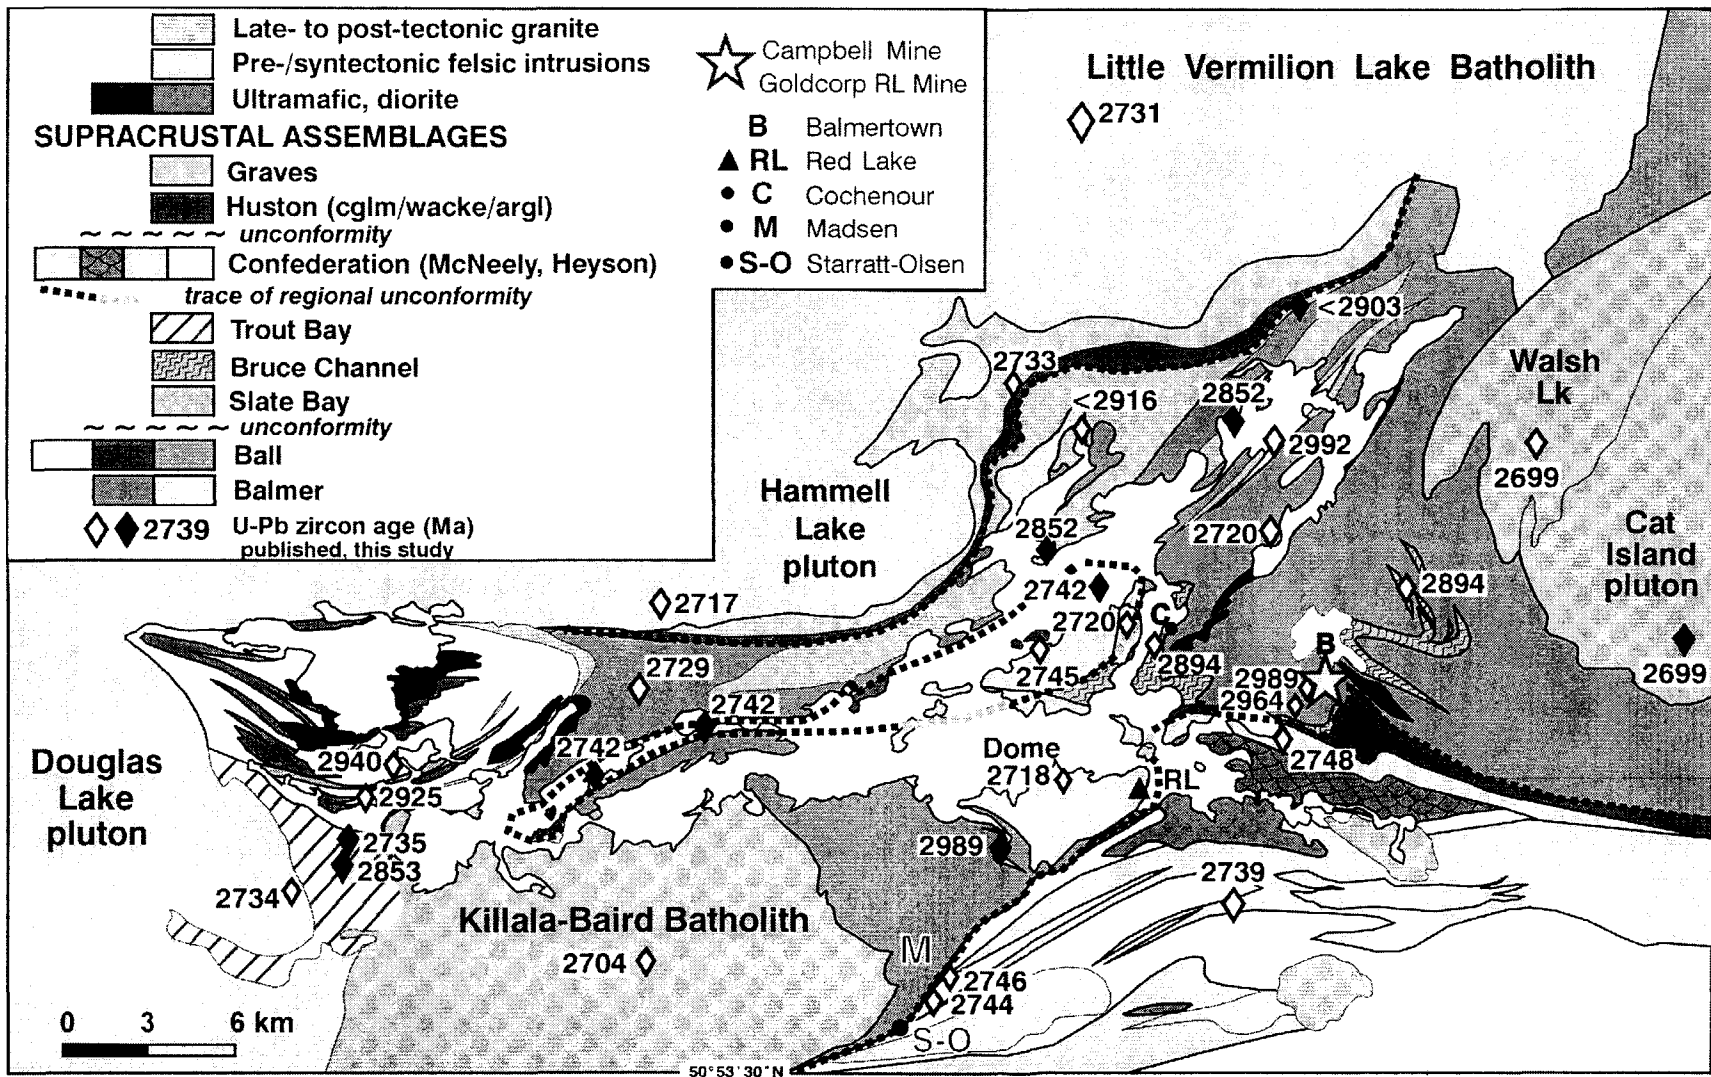 Late- to post-tectonic granite
Pre-/syntectonic felsic intrusions
Ultramafic, diorite
SUPRACRUSTAL ASSEMBLAGES
Graves
Huston (cglm/wacke/argl)
unconformity
Confederation (McNeely, Heyson)
trace of regional unconformity
Trout Bay
Bruce Channel
Slate Bay
unconformity
Ball
Balmer
2739 U-Pb zircon age (Ma)
published, this study
Campbell Mine
Goldcorp RL Mine
B Balmertown
RL Red Lake
C Cochenour
M Madsen
S-O Starratt-Olsen
Little Vermilion Lake Batholith
2731
<2903
2733
<2916
2852
2992
Walsh
Lk
2699
Hammell
Lake
pluton
2852
2720
Cat
Island
pluton
2742
2894
2717
2720
C
B
2745
2894
2989
2964
2699
2729
2742
2742
2748
Dome
2718
RL
Douglas
Lake
pluton
2940
2925
2735
2853
2734
2989
2739
Killala-Baird Batholith
2704
M
2746
2744
S-O
0 3 6 km
50°53'30"N